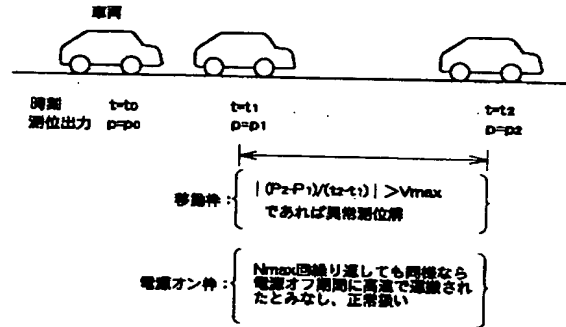 車両
時刻 t=t0 t=t1 t=t2
測位出力 p=p0 p=p1 p=p2
移動枠：
|(P2-P1)/(t2-t1)|>Vmax
であれば異常測位解
電源オン枠：
Nmax回繰り返しても同様なら
電源オフ期間に高速で運搬され
たとみなし、正常扱い